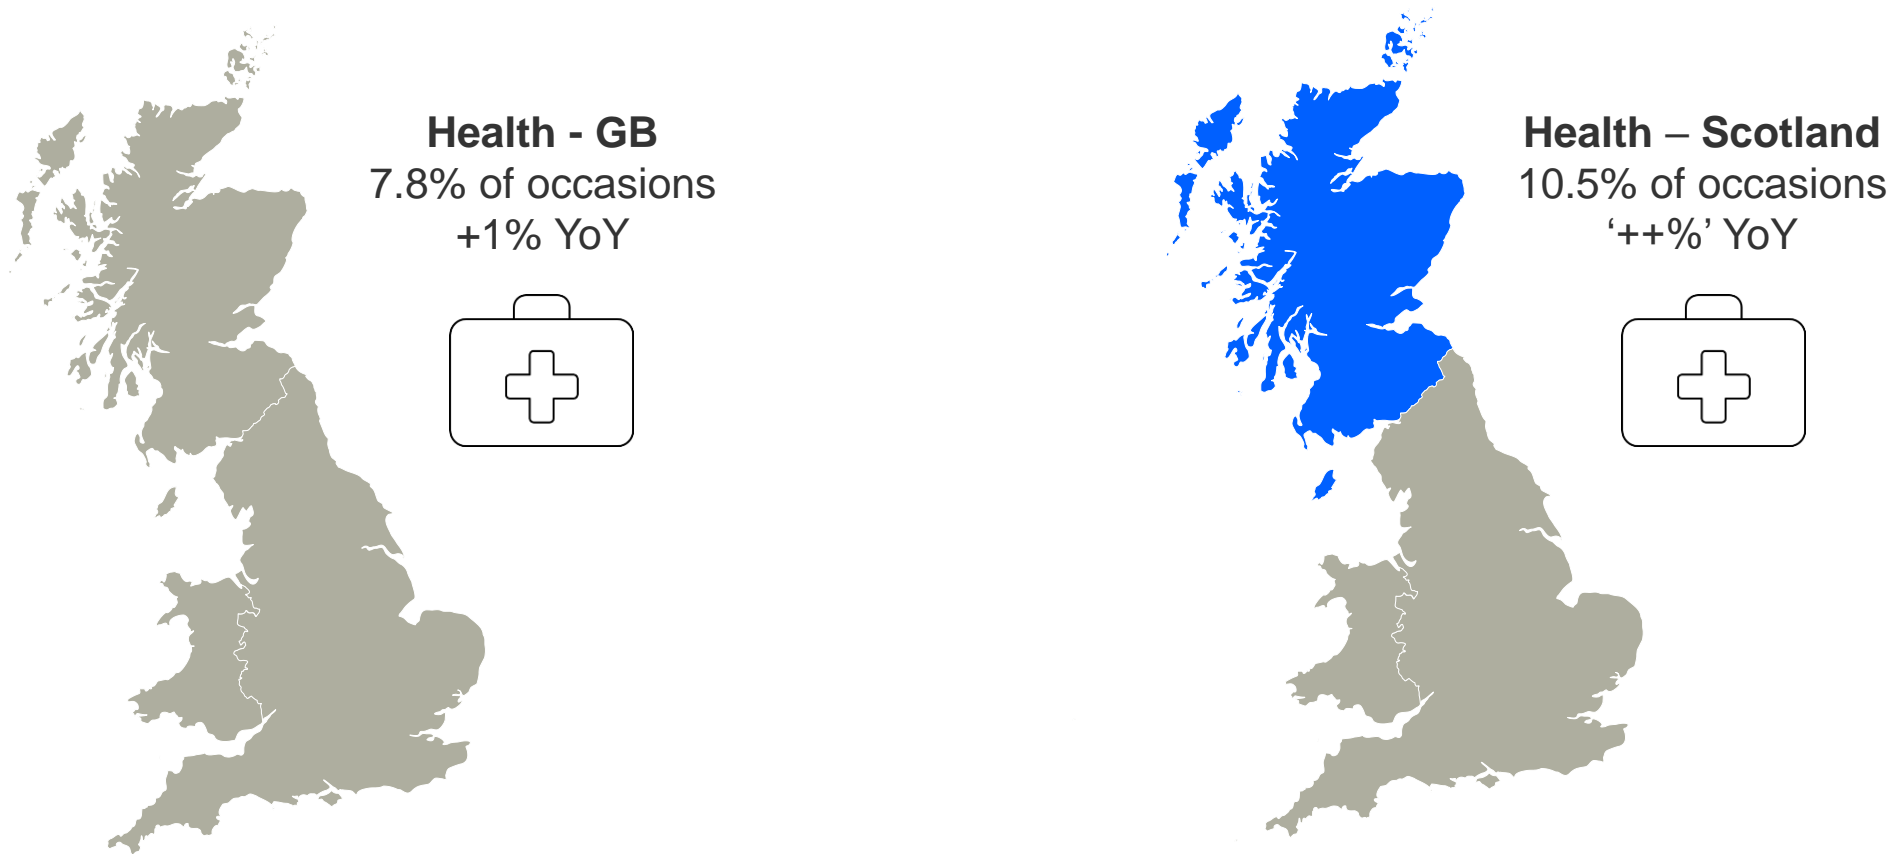 Health - GB
7.8% of occasions
+1% YoY
Health – Scotland
10.5% of occasions
‘++%’ YoY